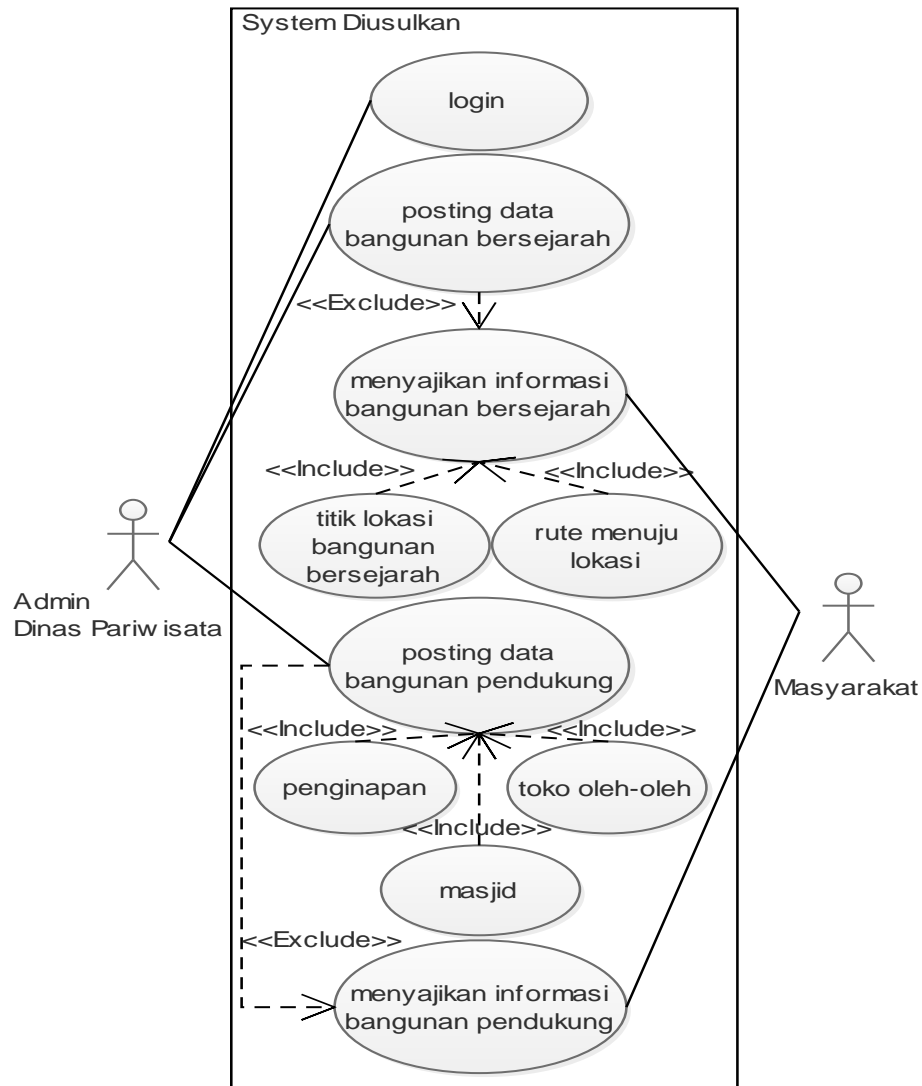 System Diusulkan
login
posting data
bangunan bersejarah
<<Exclude>>
menyajikan informasi
bangunan bersejarah
<<Include>>
<<Include>>
titik lokasi
bangunan
bersejarah
rute menuju
lokasi
Admin
Dinas Pariwisata
posting data
bangunan pendukung
Masyarakat
<<Include>>
<<Include>>
penginapan
toko oleh-oleh
<<Include>>
masjid
<<Exclude>>
menyajikan informasi
bangunan pendukung